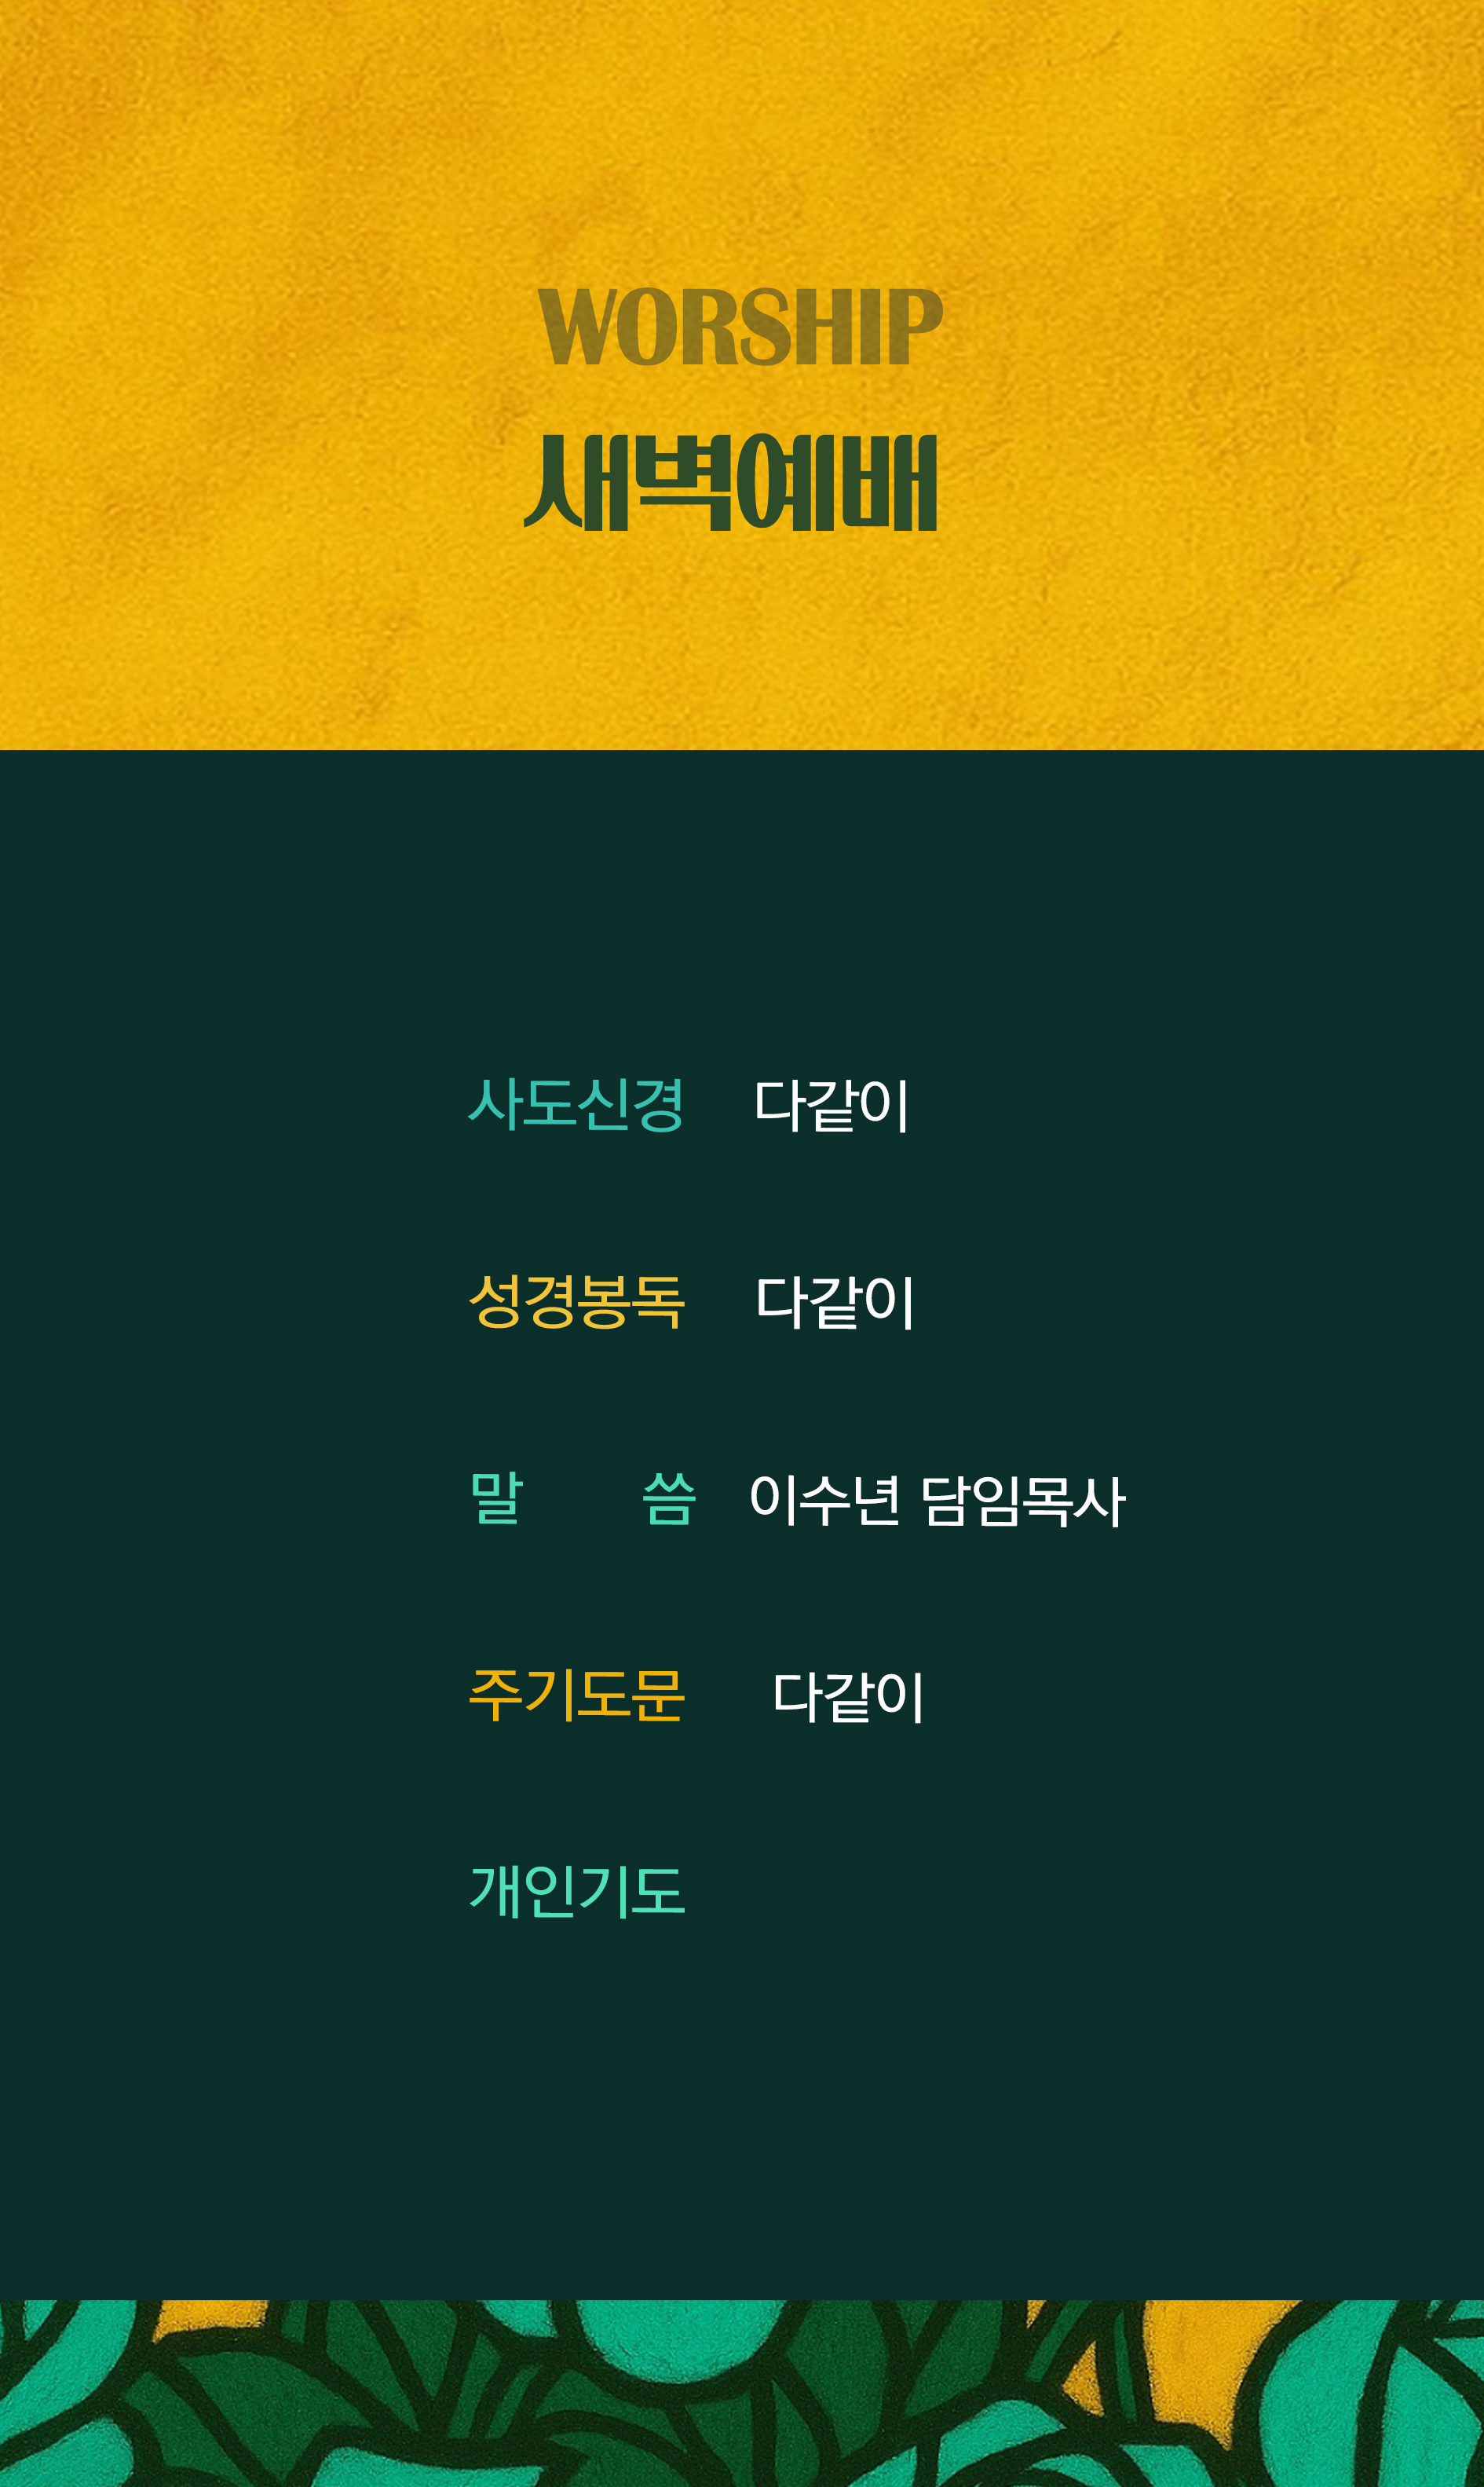 WORSHIP
새벽예배
사도신경 다같이
성경봉독 다같이
말 씀 이수년 담임목사
주기도문 다같이
개인기도